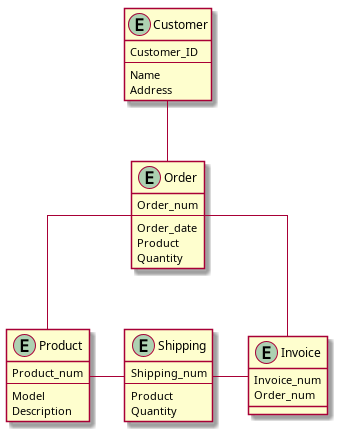 E Customer
Customer_ID
Name
Address
E Order
Order_num
Order_date
Product
Quantity
E Product
Product_num
Model
Description
E Shipping
Shipping_num
Product
Quantity
E Invoice
Invoice_num
Order_num